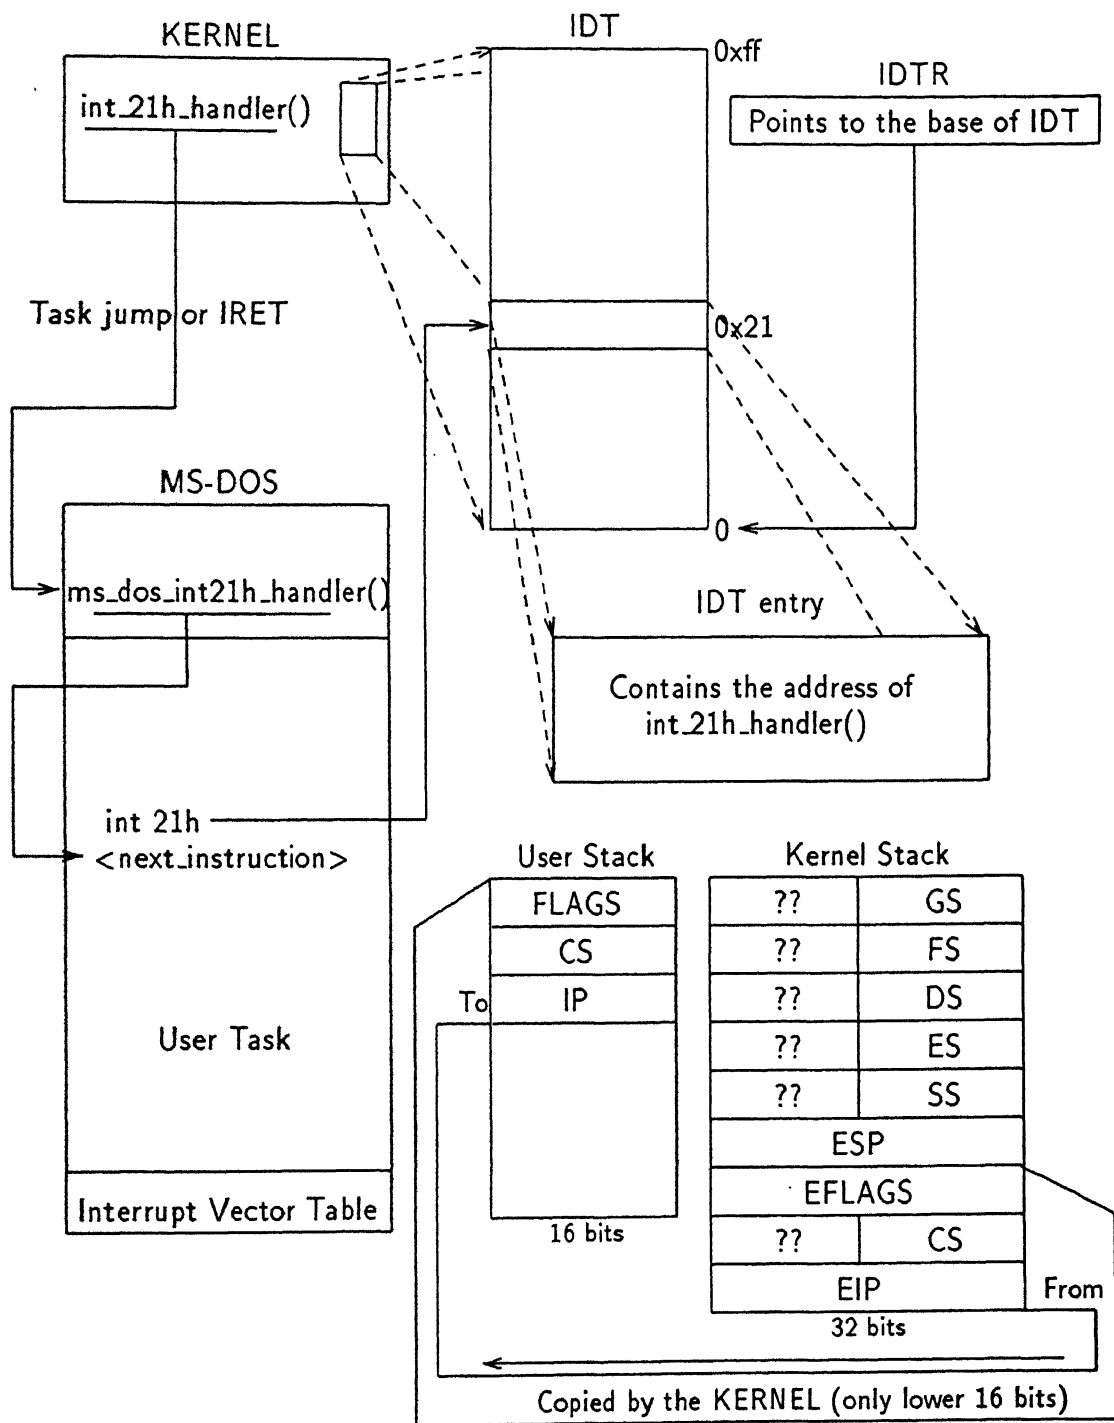 KERNEL
int_21h_handler()
IDT
0xff
IDTR
Points to the base of IDT
Task jump or IRET
0x21
0
MS-DOS
ms_dos_int21h_handler()
IDT entry
Contains the address of
int_21h_handler()
int 21h
<next_instruction>
User Task
Interrupt Vector Table
User Stack
FLAGS
CS
To
IP
16 bits
Kernel Stack
?? GS
?? FS
?? DS
?? ES
?? SS
ESP
EFLAGS
?? CS
EIP
From
32 bits
Copied by the KERNEL (only lower 16 bits)